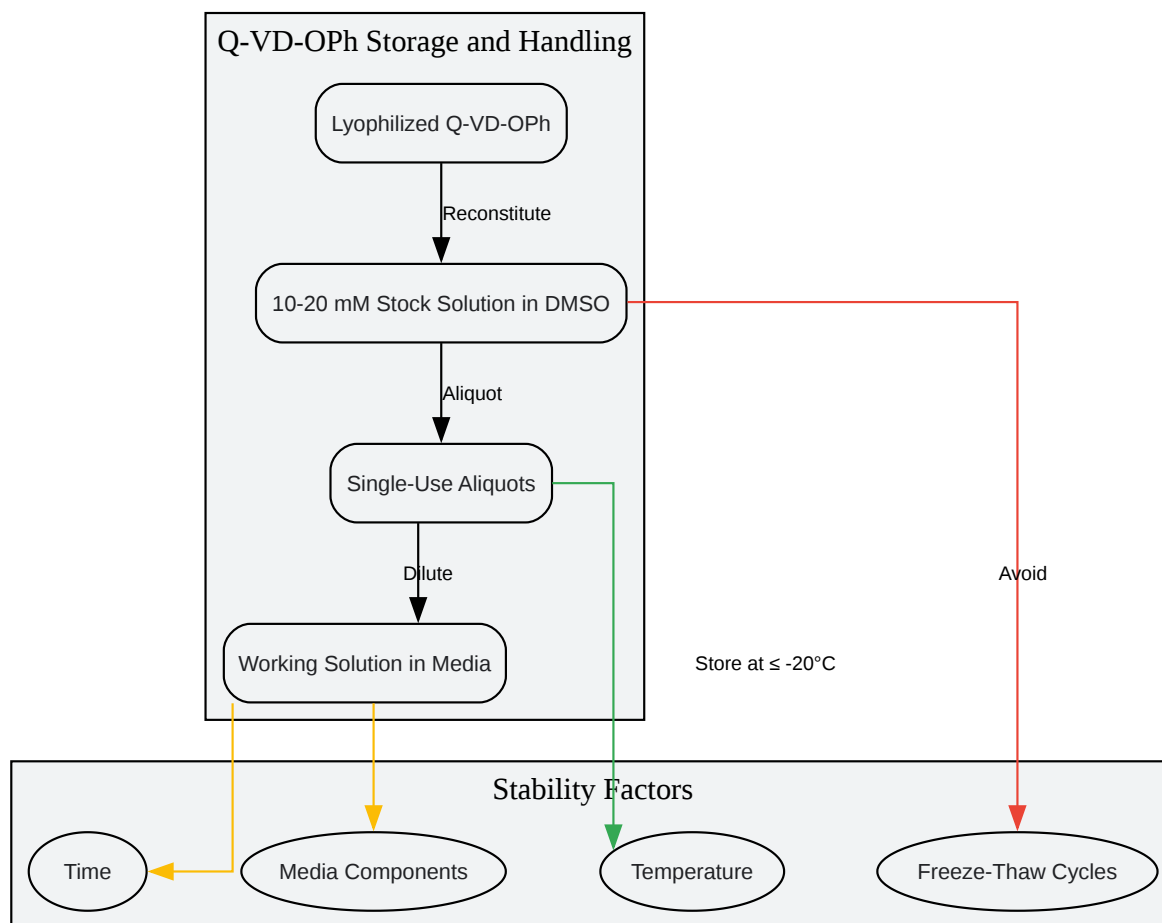 Q-VD-OPh Storage and Handling
Lyophilized Q-VD-OPh
Reconstitute
10-20 mM Stock Solution in DMSO
Aliquot
Single-Use Aliquots
Dilute
Avoid
Working Solution in Media
Store at ≤ -20°C
Stability Factors
Time
Media Components
Temperature
Freeze-Thaw Cycles